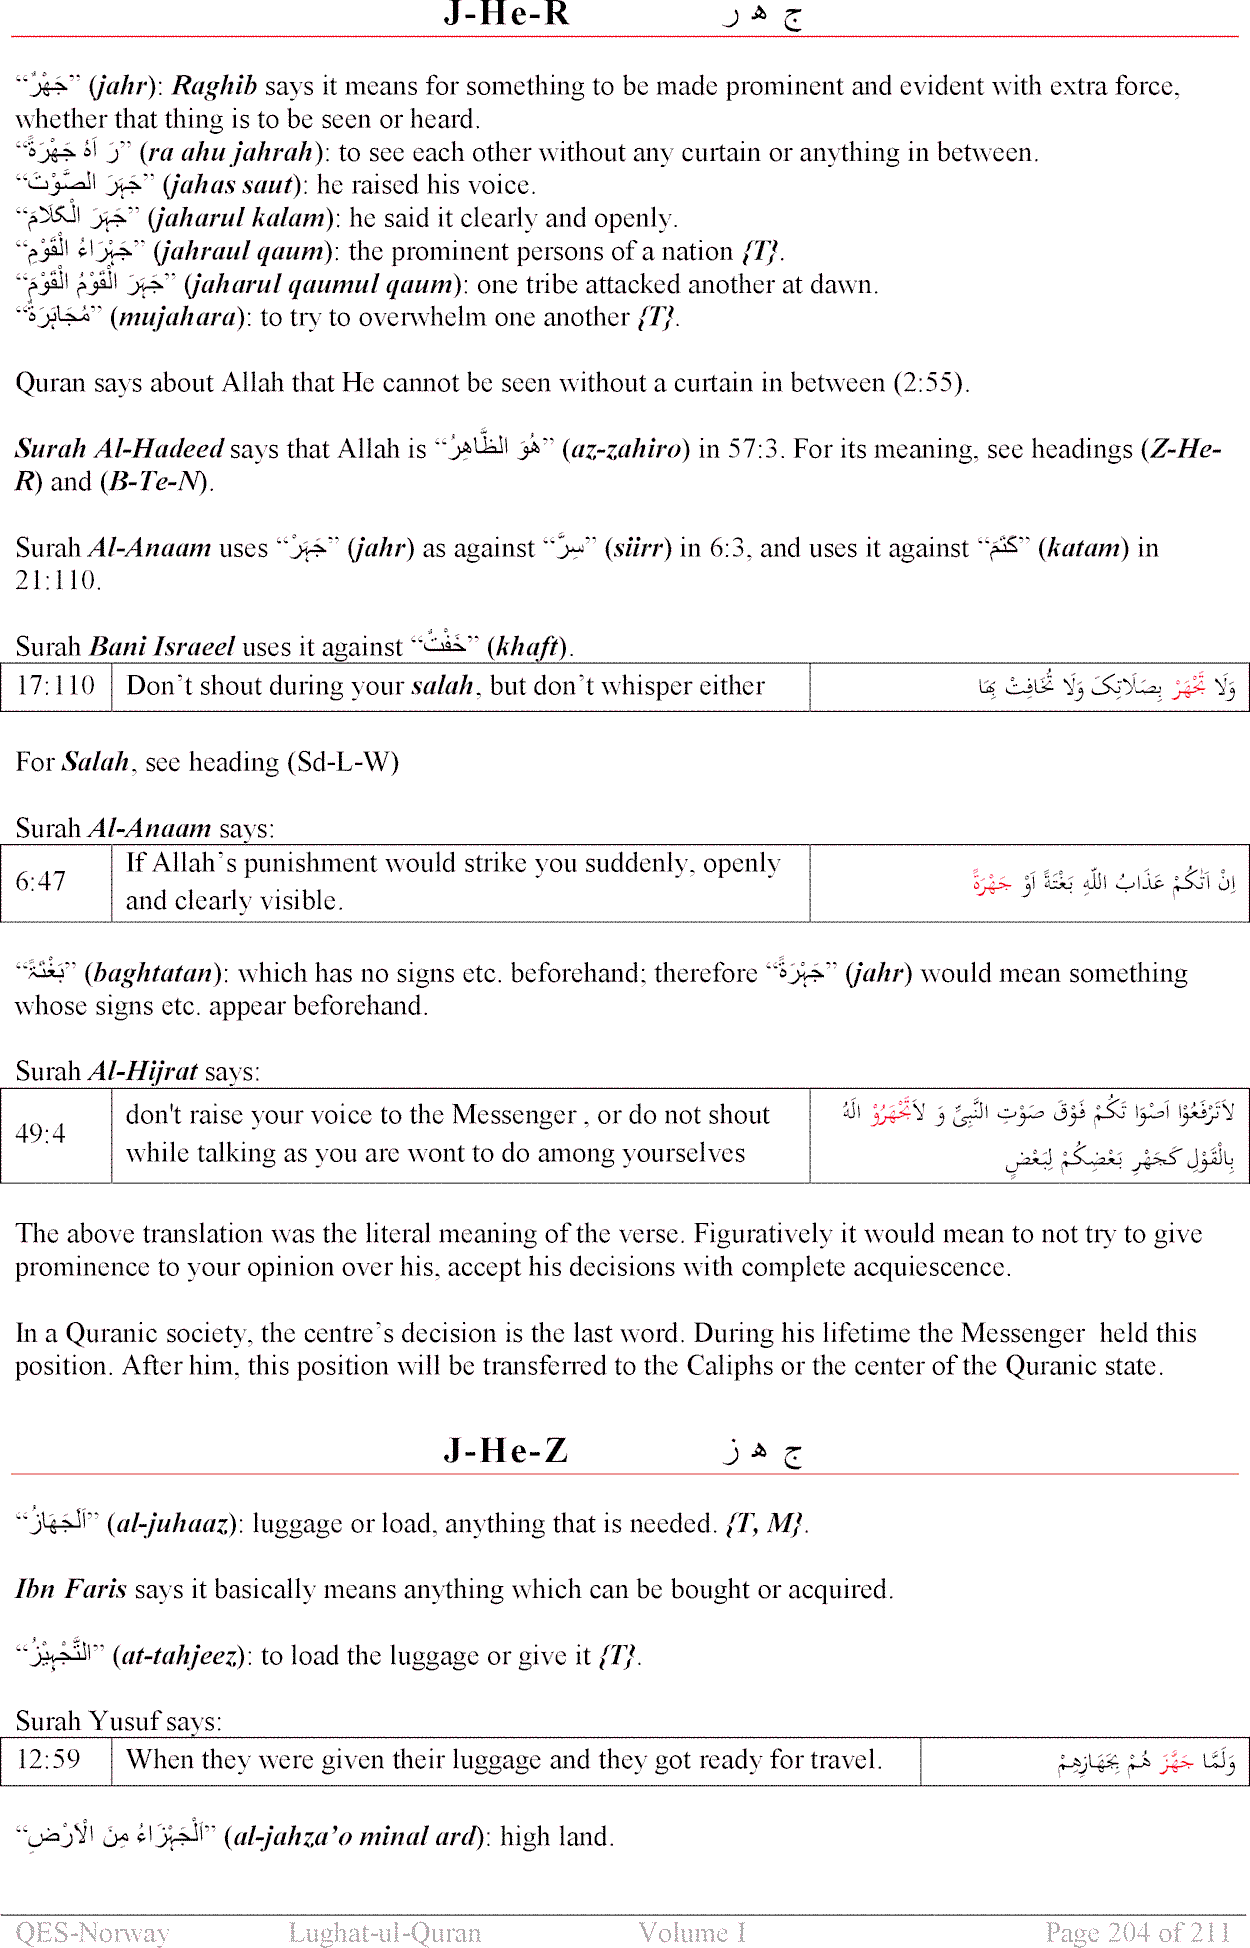 J-He-R ج ھ ر
“جَهْرٌ” (jahr): Raghib says it means for something to be made prominent and evident with extra force,
whether that thing is to be seen or heard.
“رَ اَهُ جَهْرَةً” (ra ahu jahrah): to see each other without any curtain or anything in between.
“جَہَرَ الصَّوْتَ” (jahas saut): he raised his voice.
“جَہَرَ الْکَلَامَ” (jaharul kalam): he said it clearly and openly.
“جَہْرَاءُ الْقَوْمِ” (jahraul qaum): the prominent persons of a nation {T}.
“جَہَرَ الْقَوْمُ الْقَوْمَ” (jaharul qaumul qaum): one tribe attacked another at dawn.
“مُجَاہَرَةٌ” (mujahara): to try to overwhelm one another {T}.
Quran says about Allah that He cannot be seen without a curtain in between (2:55).
Surah Al-Hadeed says that Allah is “هُوَ الظَّاهِرُ” (az-zahiro) in 57:3. For its meaning, see headings (Z-He-
R) and (B-Te-N).
Surah Al-Anaam uses “جَہَرْ” (jahr) as against “سِرَّ” (siirr) in 6:3, and uses it against “کَتَمَ” (katam) in
21:110.
Surah Bani Israeel uses it against “خَفْتٌ” (khaft).
17:110 Don’t shout during your salah, but don’t whisper either وَلَا تَجْهَرْ بِصَلَاتِکَ وَلَا تُخَافِتْ بِهَا
For Salah, see heading (Sd-L-W)
Surah Al-Anaam says:
6:47 If Allah’s punishment would strike you suddenly, openly
and clearly visible. اِنْ اَتٰکُمْ عَذَابُ اللّٰهِ بَغْتَةً اَوْ جَهْرَةً
“بَغْتَۃً” (baghtatan): which has no signs etc. beforehand; therefore “جَہْرَةً” (jahr) would mean something
whose signs etc. appear beforehand.
Surah Al-Hijrat says:
49:4 don't raise your voice to the Messenger , or do not shout لَاتَرْفَعُوْا اَصْوَا تَکُمْ فَوْقَ صَوْتِ النَّبِیِّ وَ لَاتَجْهَرُوْ الَهُ
while talking as you are wont to do among yourselves بِالْقَوْلِ کَجَهْرِ بَعْضِکُمْ لِبَعْضٍ
The above translation was the literal meaning of the verse. Figuratively it would mean to not try to give
prominence to your opinion over his, accept his decisions with complete acquiescence.
In a Quranic society, the centre’s decision is the last word. During his lifetime the Messenger held this
position. After him, this position will be transferred to the Caliphs or the center of the Quranic state.
J-He-Z ج ھ ز
“اَلْجَهَازُ” (al-juhaaz): luggage or load, anything that is needed. {T, M}.
Ibn Faris says it basically means anything which can be bought or acquired.
“اَلتَّجْہِیْزُ” (at-tahjeez): to load the luggage or give it {T}.
Surah Yusuf says:
12:59 When they were given their luggage and they got ready for travel. وَلَمَّا جَهَّزَ هُمْ بِجَهَازِهِمْ
“اَلْجَہْزَاءُ مِنَ الْاَرْضِ” (al-jahza’o minal ard): high land.
QES-Norway Lughat-ul-Quran Volume I Page 204 of 211